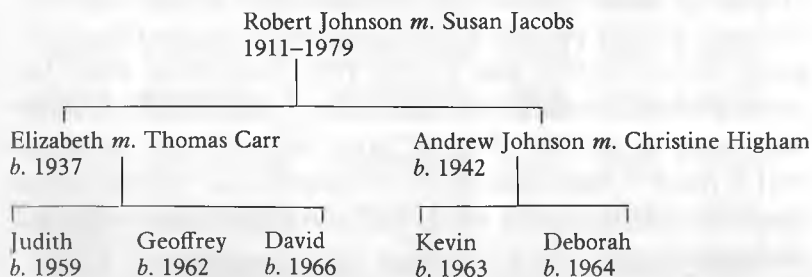 Robert Johnson m. Susan Jacobs
1911–1979
Elizabeth m. Thomas Carr
b. 1937
Andrew Johnson m. Christine Higham
b. 1942
Judith
b. 1959
Geoffrey
b. 1962
David
b. 1966
Kevin
b. 1963
Deborah
b. 1964